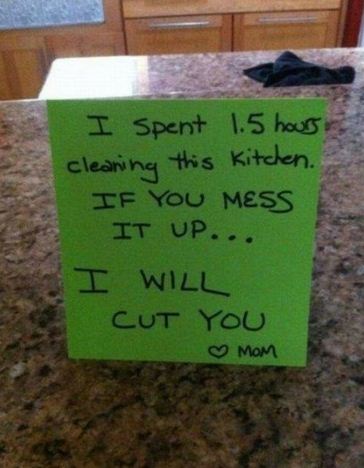 I spent 1.5 hours
cleaning this kitchen.
IF YOU MESS
IT UP...
I WILL
CUT YOU
♡ MOM